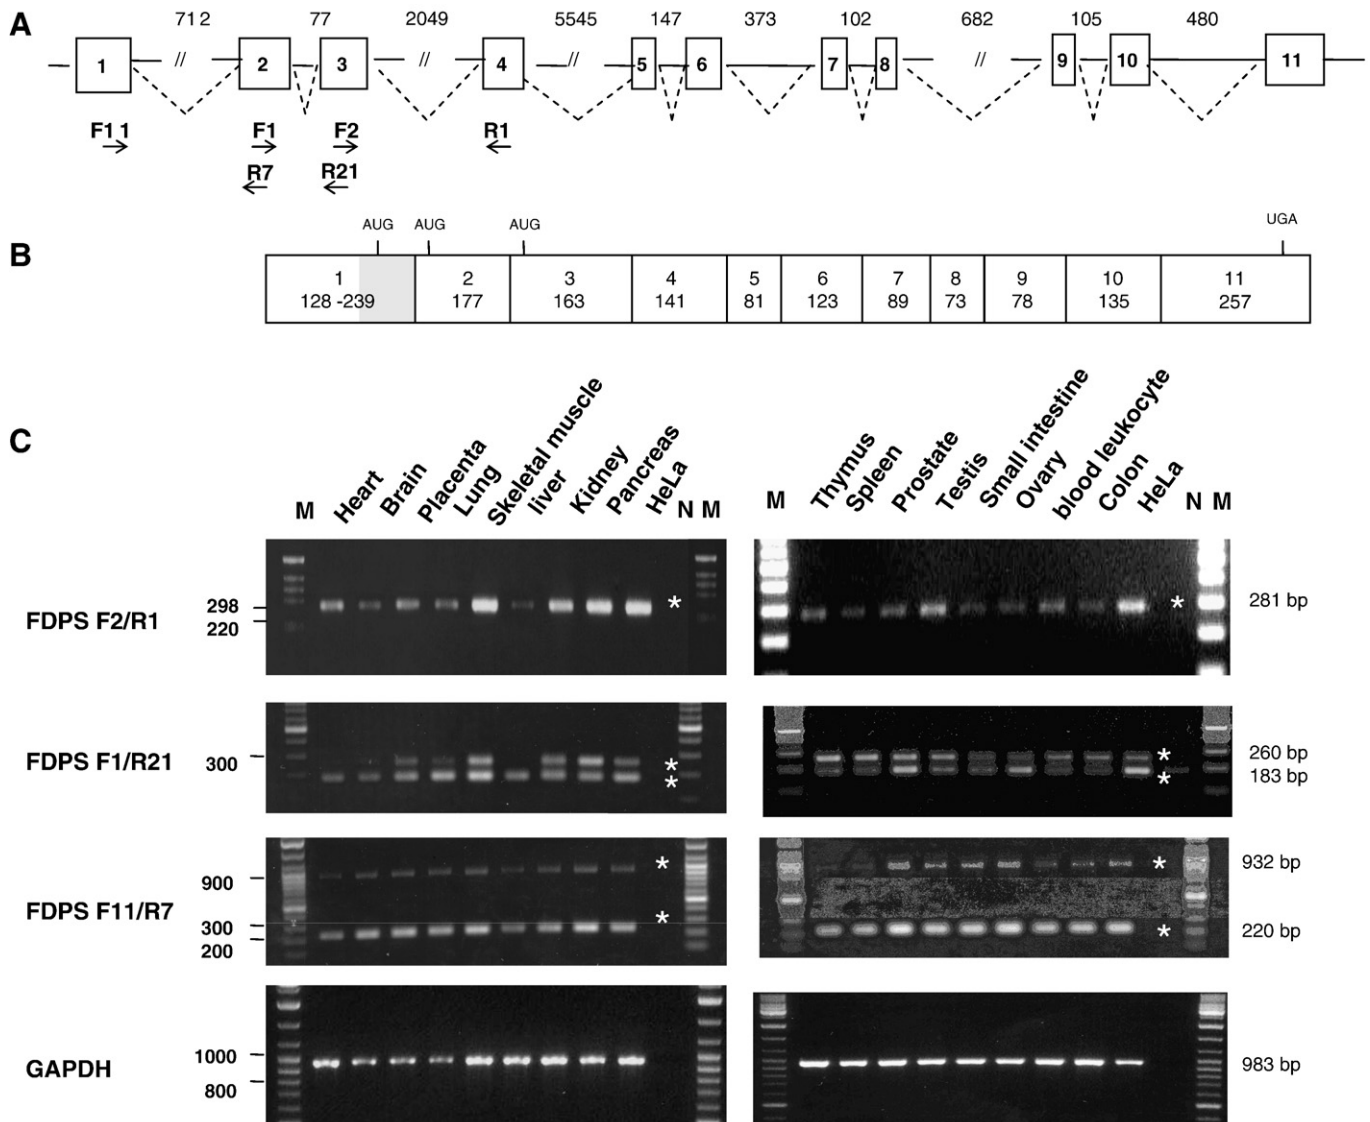 A
712 77 2049 5545 147 373 102 682 105 480
1 // 2 3 // 4 // 5 6 7 8 // 9 10 11
F11 F1 F2 R1
R7 R21
B
AUG AUG AUG UGA
1 2 3 4 5 6 7 8 9 10 11
128 -239 177 163 141 81 123 89 73 78 135 257
C
M Heart Brain Placenta Lung Skeletal muscle liver Kidney Pancreas HeLa N M
M Thymus Spleen Prostate Testis Small intestine Ovary blood leukocyte Colon HeLa N M
FDPS F2/R1
298
220
*
*
281 bp
FDPS F1/R21
300
*
*
*
*
260 bp
183 bp
FDPS F11/R7
900
300
200
*
*
*
*
932 bp
220 bp
GAPDH
1000
800
983 bp